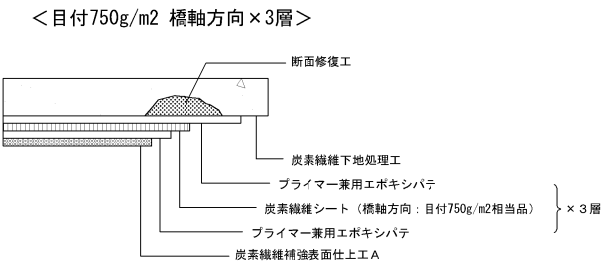 ＜目付750g/m2 橋軸方向×3層＞
断面修復工
炭素繊維下地処理工
プライマー兼用エポキシパテ
炭素繊維シート（橋軸方向：目付750g/m2相当品）
×３層
プライマー兼用エポキシパテ
炭素繊維補強表面仕上工Ａ